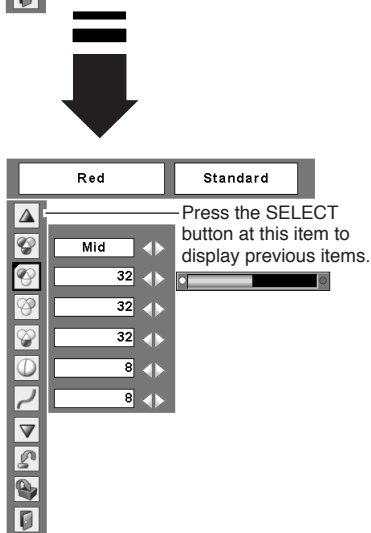 Red
Standard
Press the SELECT
button at this item to
display previous items.
Mid
32
32
32
8
8